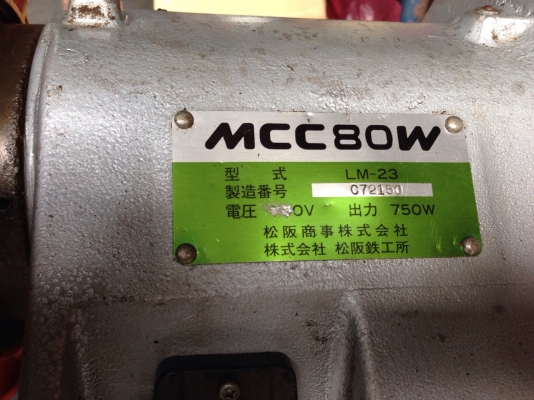 MCC80W
型 式 LM-23
製造番号
電圧 出力 750W
松阪商事株式会社
株式会社 松阪鉄工所